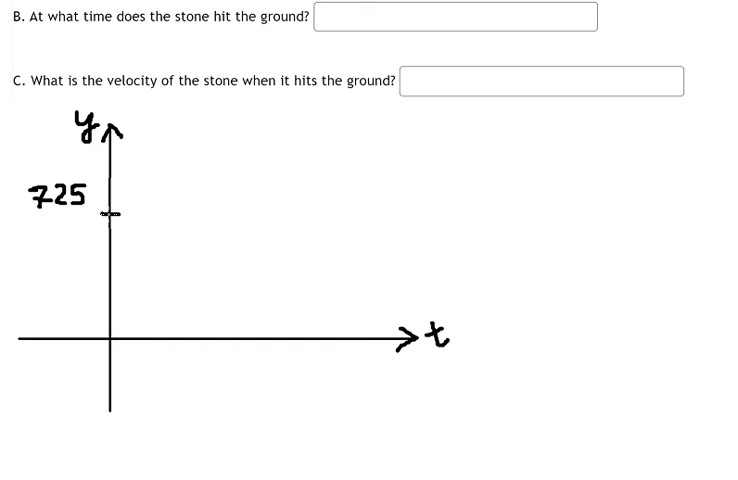 B. At what time does the stone hit the ground?
C. What is the velocity of the stone when it hits the ground?
y
725
t